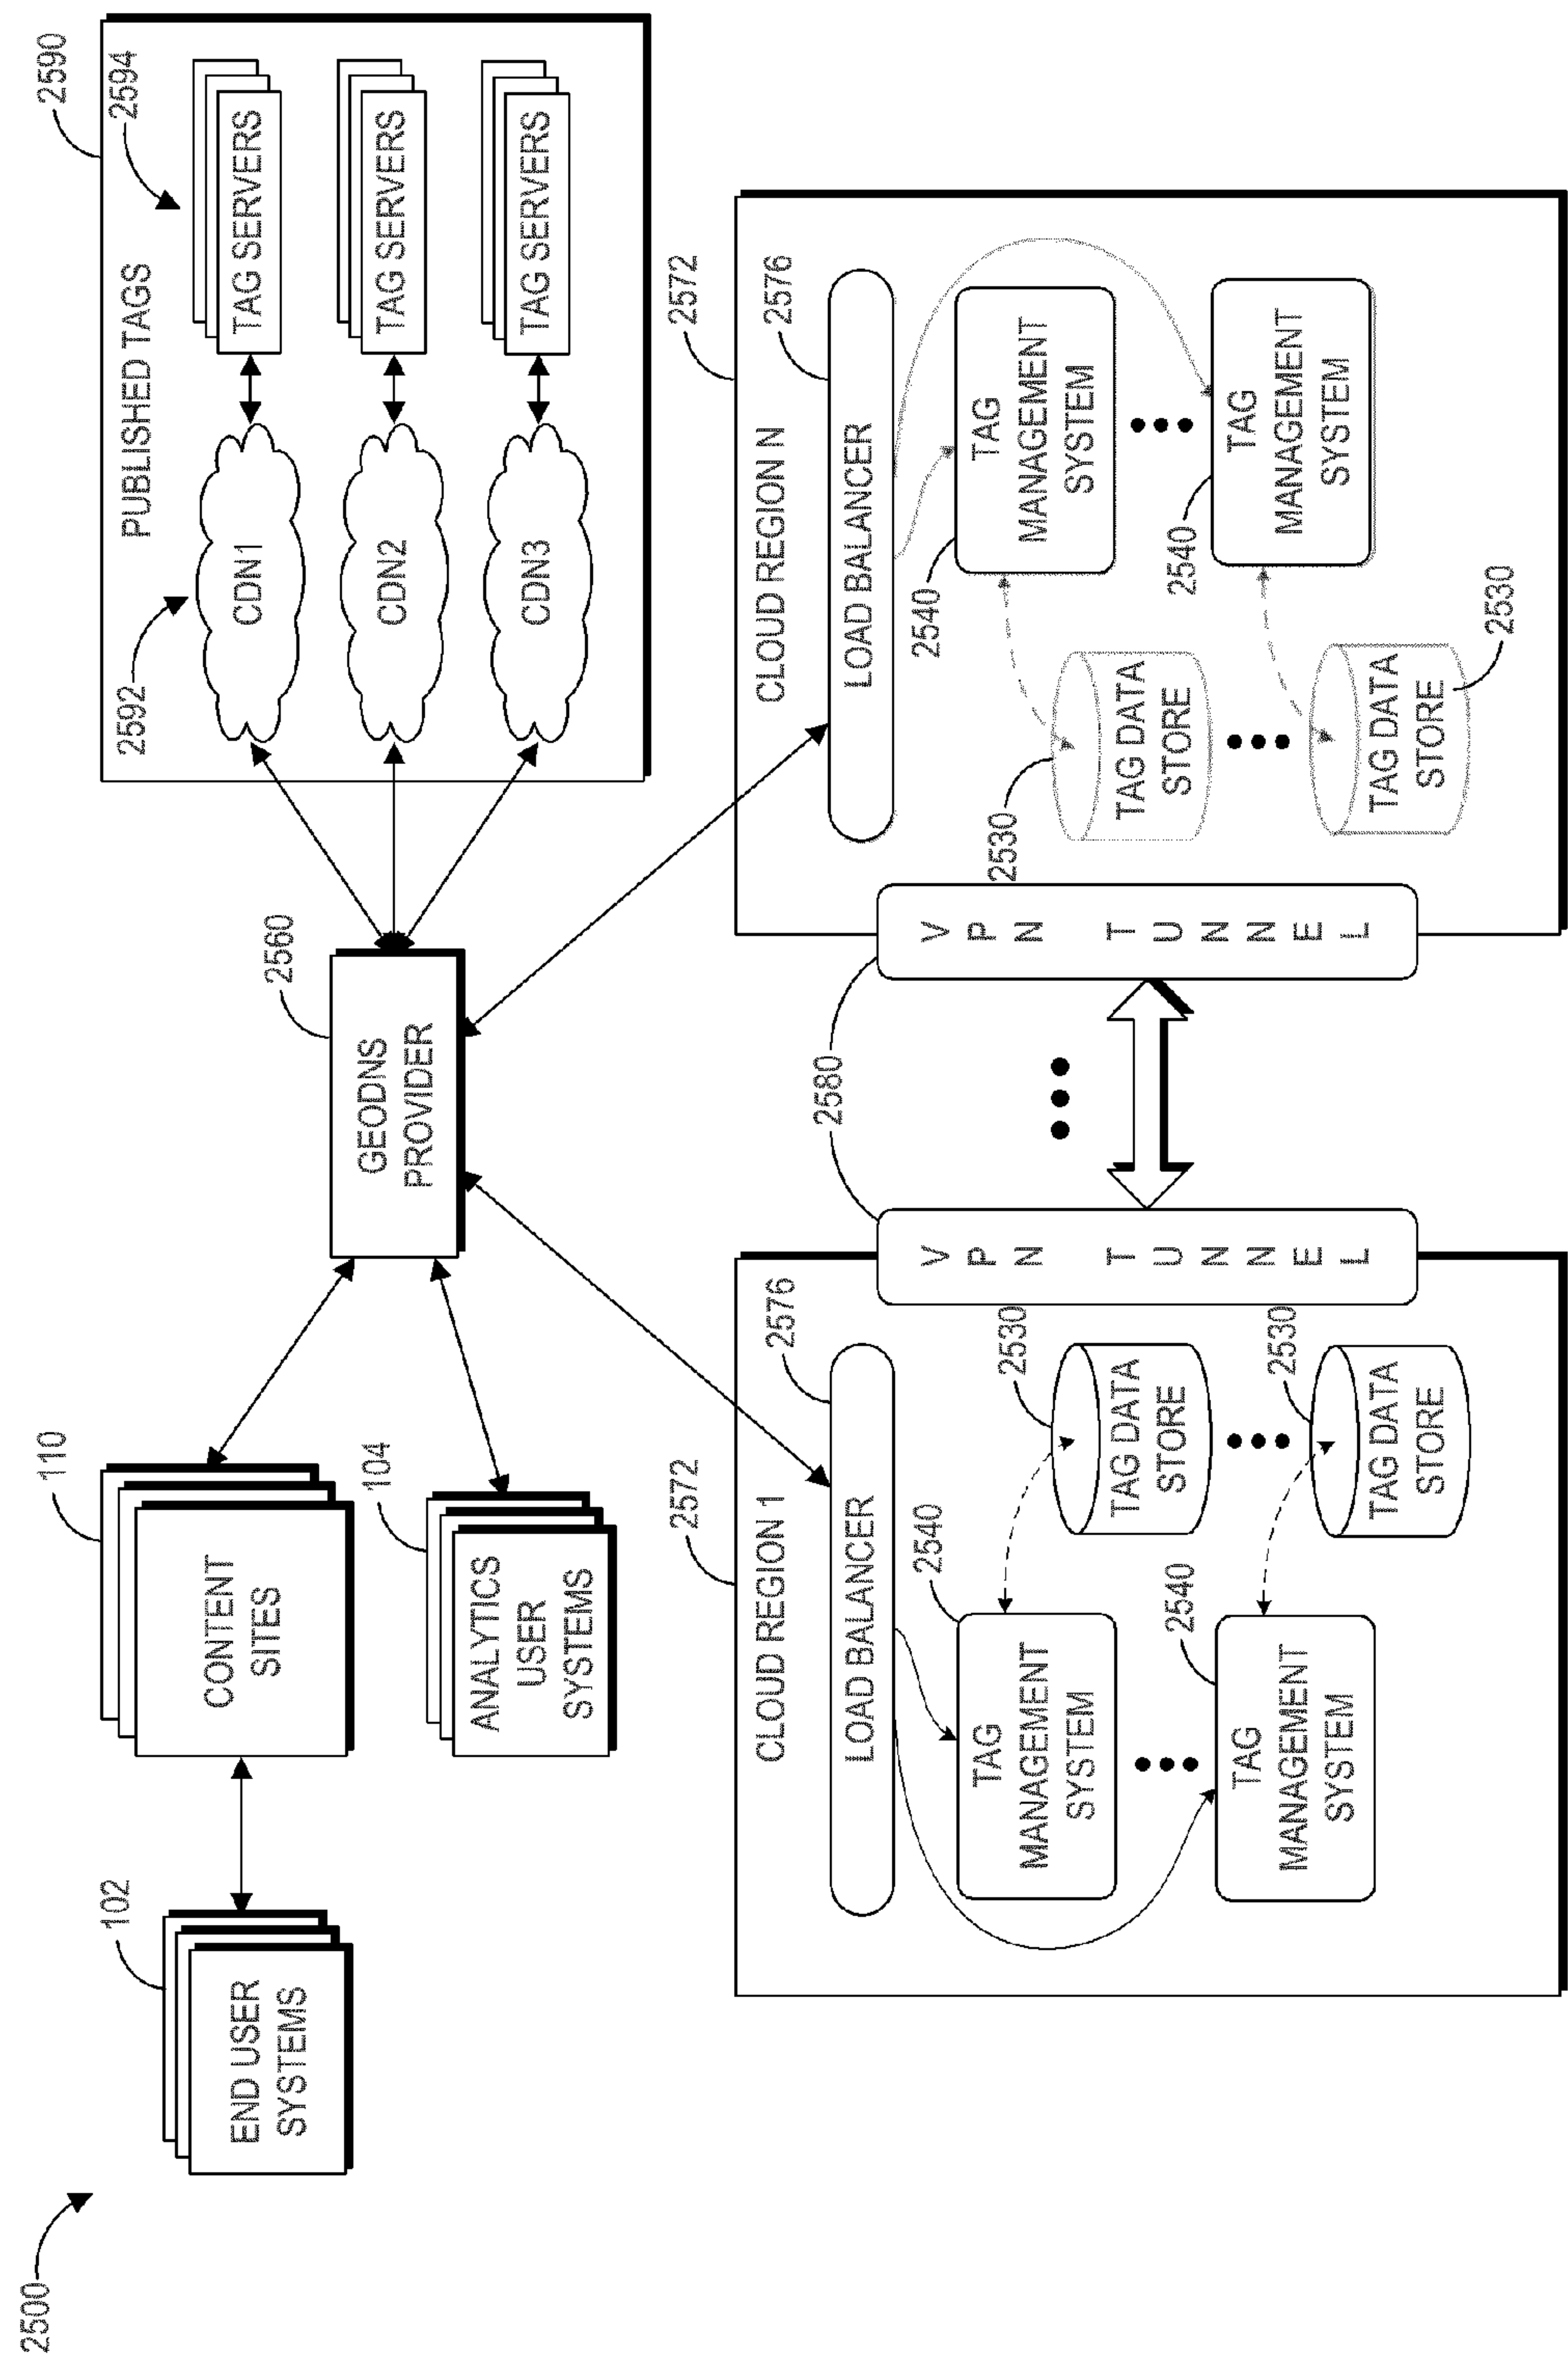 2500
102
END USER
SYSTEMS
110
CONTENT
SITES
104
ANALYTICS
USER
SYSTEMS
2560
GEODNS
PROVIDER
2590
PUBLISHED TAGS
2592
2594
CDN1
TAG SERVERS
CDN2
TAG SERVERS
CDN3
TAG SERVERS
2572
CLOUD REGION 1
2576
LOAD BALANCER
2540
TAG
MANAGEMENT
SYSTEM
2530
TAG DATA
STORE
2540
TAG
MANAGEMENT
SYSTEM
2530
TAG DATA
STORE
2580
VPN TUNNEL
VPN TUNNEL
2572
CLOUD REGION N
2576
LOAD BALANCER
2530
TAG DATA
STORE
2540
TAG
MANAGEMENT
SYSTEM
2530
TAG DATA
STORE
2540
TAG
MANAGEMENT
SYSTEM